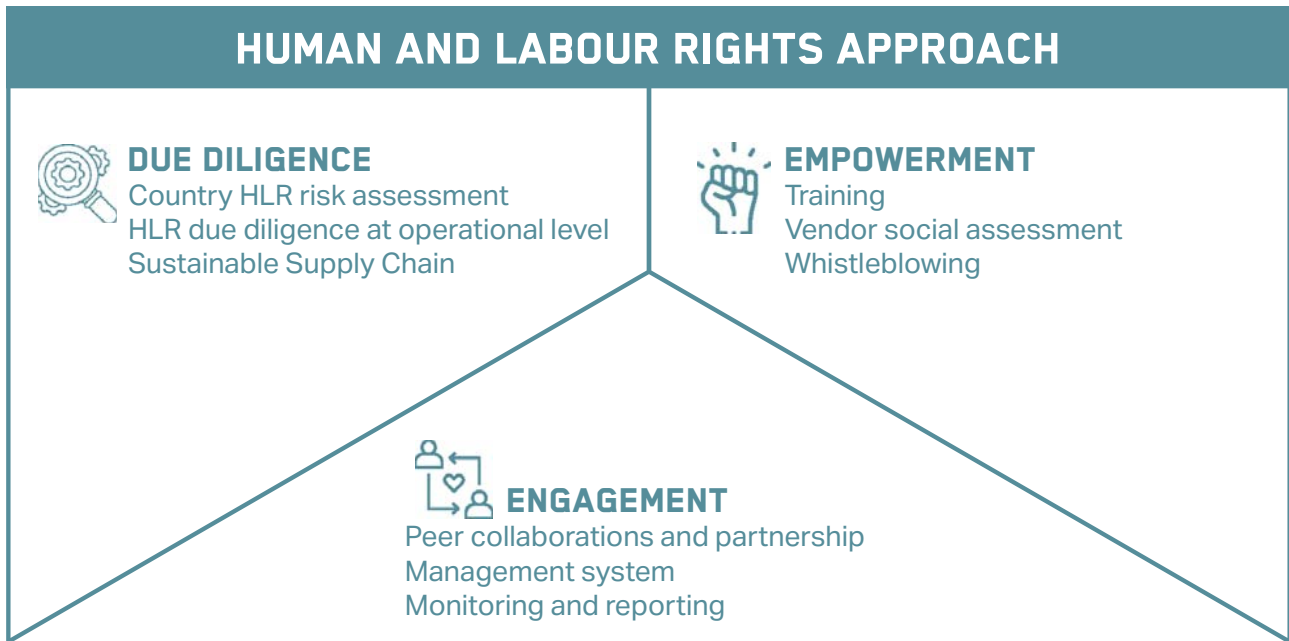 HUMAN AND LABOUR RIGHTS APPROACH
DUE DILIGENCE
Country HLR risk assessment
HLR due diligence at operational level
Sustainable Supply Chain
EMPOWERMENT
Training
Vendor social assessment
Whistleblowing
ENGAGEMENT
Peer collaborations and partnership
Management system
Monitoring and reporting